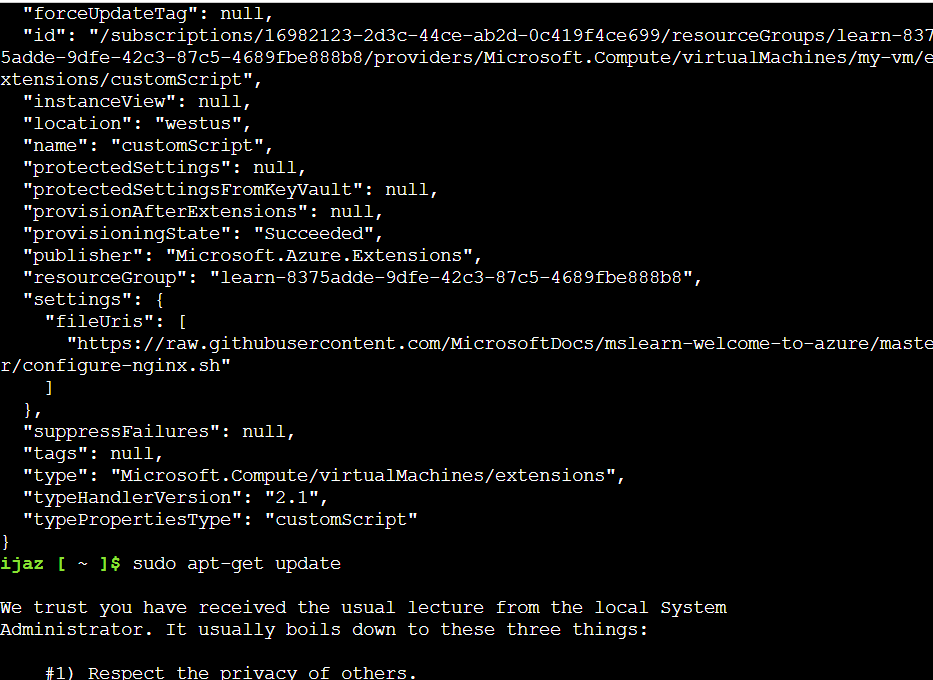 "forceUpdateTag": null,
"id": "/subscriptions/16982123-2d3c-44ce-ab2d-0c419f4ce699/resourceGroups/learn-837
5adde-9dfe-42c3-87c5-4689fbe888b8/providers/Microsoft.Compute/virtualMachines/my-vm/e
xtensions/customScript",
"instanceView": null,
"location": "westus",
"name": "customScript",
"protectedSettings": null,
"protectedSettingsFromKeyVault": null,
"provisionAfterExtensions": null,
"provisioningState": "Succeeded",
"publisher": "Microsoft.Azure.Extensions",
"resourceGroup": "learn-8375adde-9dfe-42c3-87c5-4689fbe888b8",
"settings": {
"fileUris": [
"https://raw.githubusercontent.com/MicrosoftDocs/mslearn-welcome-to-azure/maste
r/configure-nginx.sh"
]
},
"suppressFailures": null,
"tags": null,
"type": "Microsoft.Compute/virtualMachines/extensions",
"typeHandlerVersion": "2.1",
"typePropertiesType": "customScript"
}
ijaz [ ~ ]$ sudo apt-get update
We trust you have received the usual lecture from the local System
Administrator. It usually boils down to these three things:
#1) Respect the privacy of others.